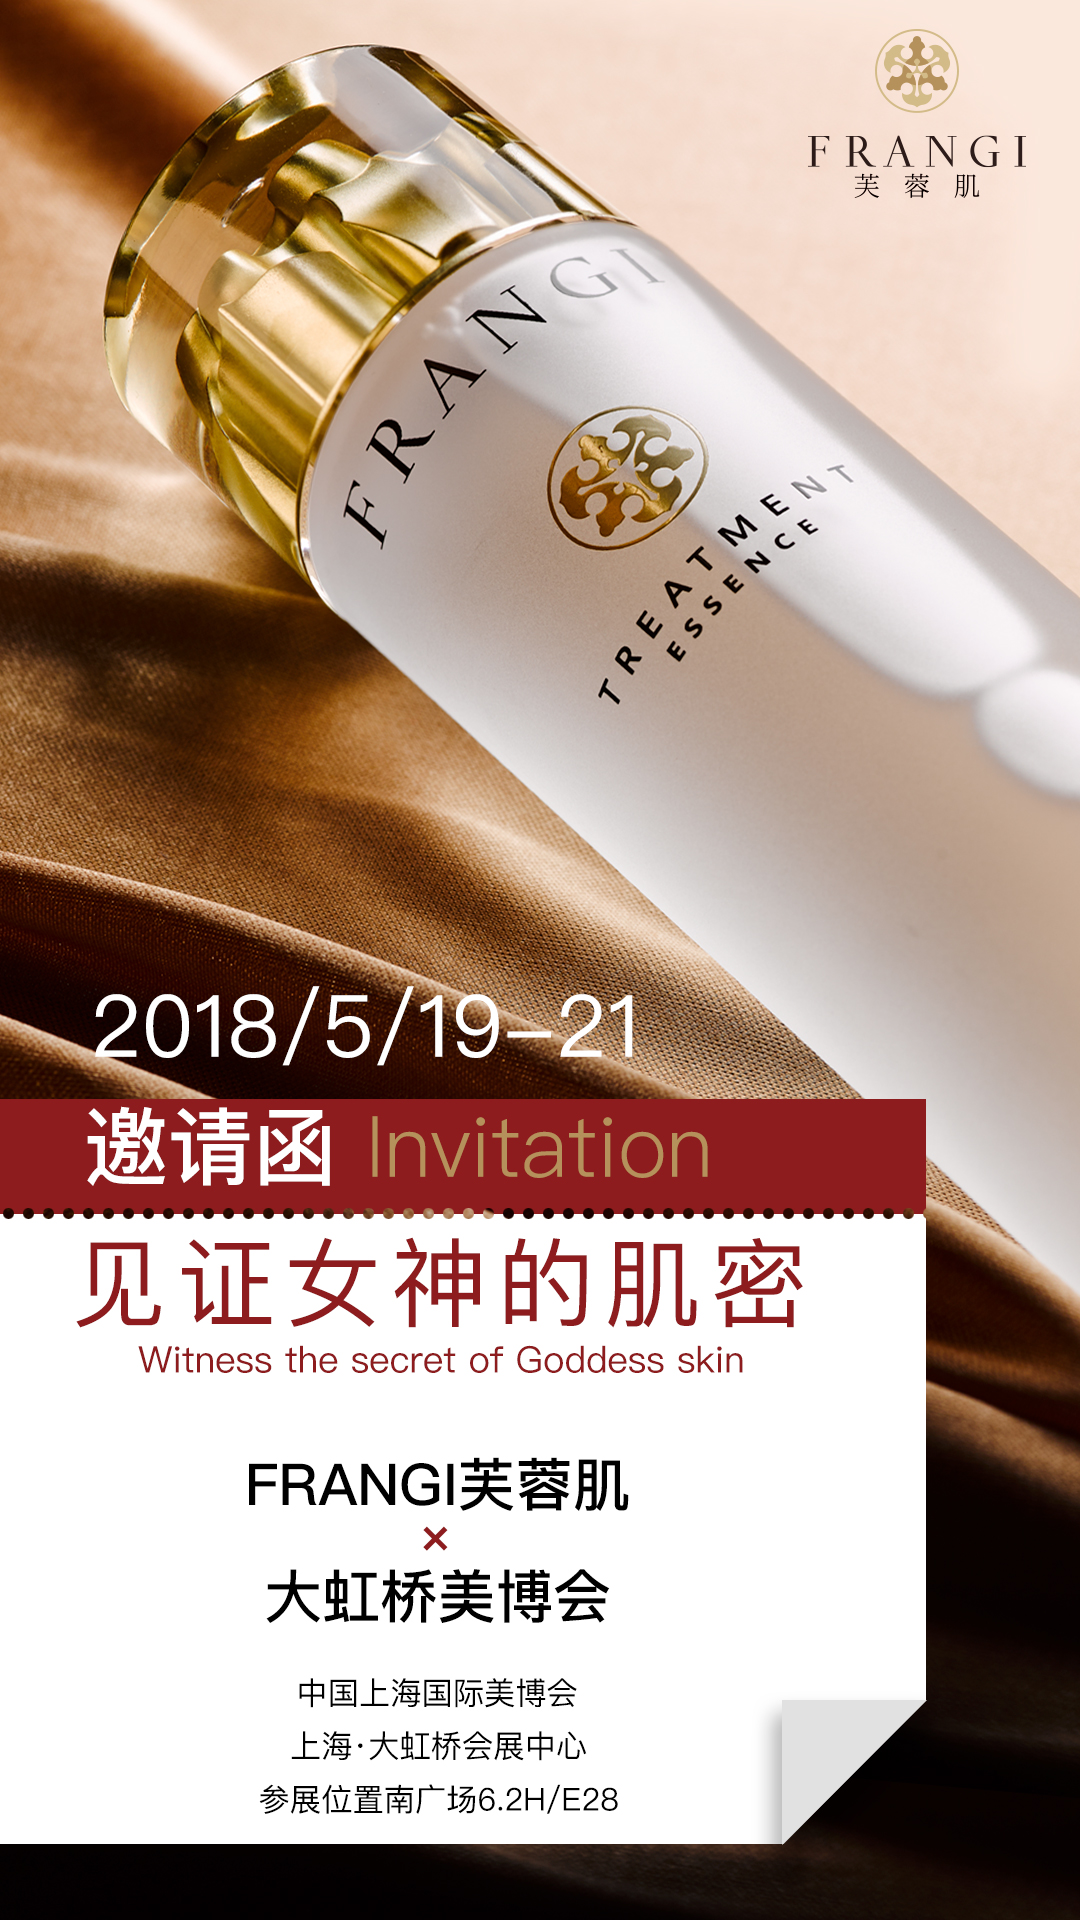 FRANGI
芙蓉肌
FRANGI
TREATMENT
ESSENCE
2018/5/19-21
邀请函 Invitation
见证女神的肌密
Witness the secret of Goddess skin
FRANGI芙蓉肌
×
大虹桥美博会
中国上海国际美博会
上海·大虹桥会展中心
参展位置南广场6.2H/E28